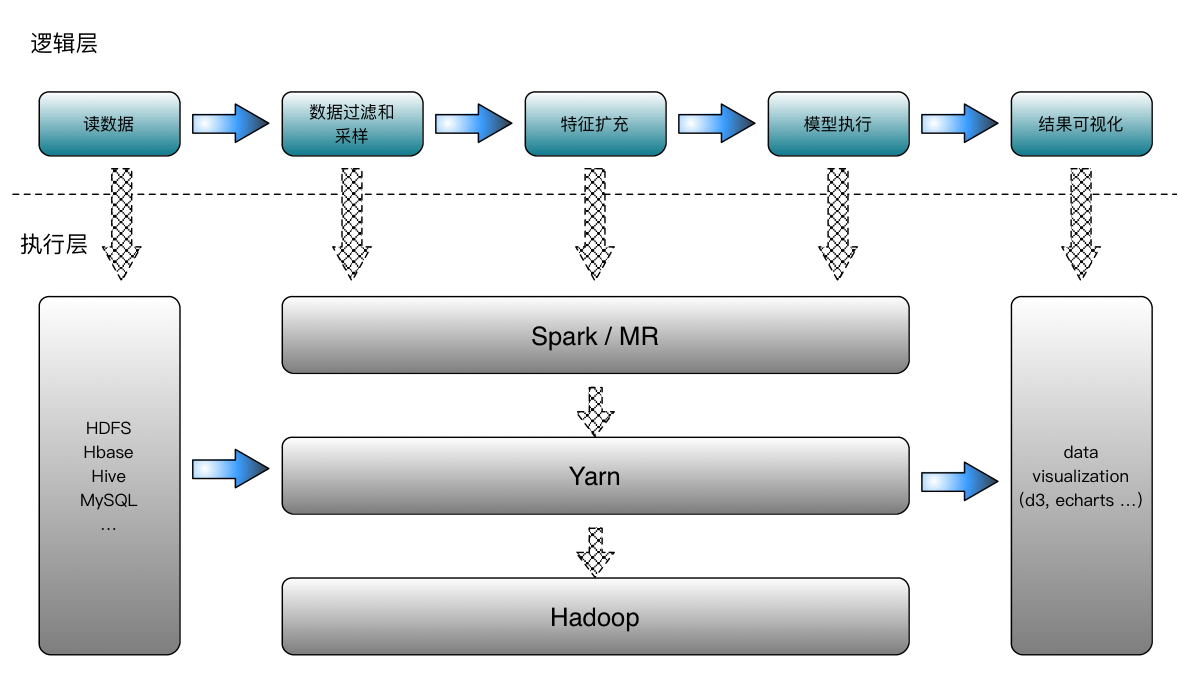 逻辑层
读数据
数据过滤和
采样
特征扩充
模型执行
结果可视化
执行层
HDFS
Hbase
Hive
MySQL
...
Spark / MR
Yarn
Hadoop
data
visualization
(d3, echarts ...)